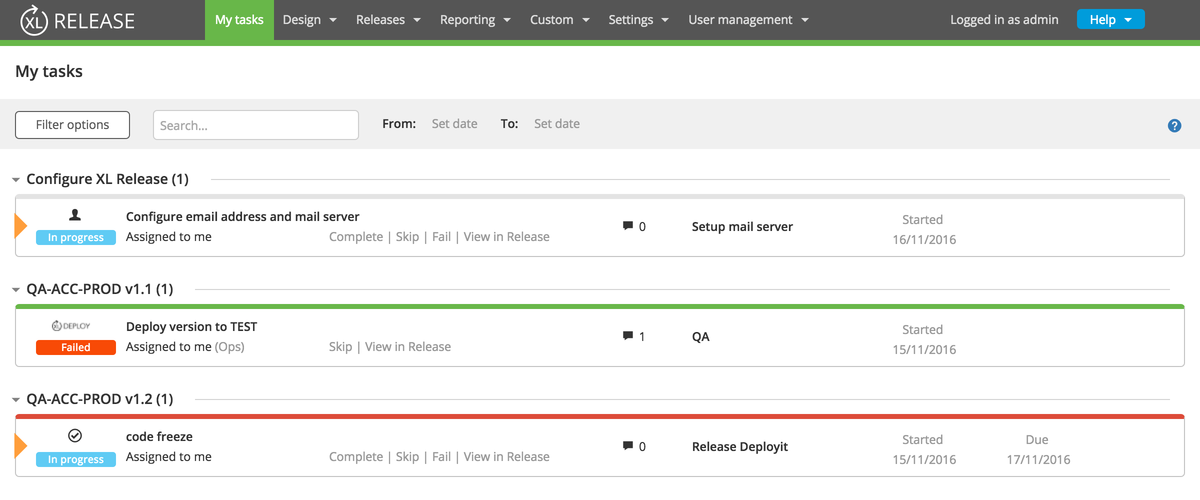 XL RELEASE My tasks Design Releases Reporting Custom Settings User management Logged in as admin Help
My tasks
Filter options Search... From: Set date To: Set date ?
Configure XL Release (1)
Configure email address and mail server
In progress Assigned to me Complete | Skip | Fail | View in Release 0 Setup mail server Started 16/11/2016
QA-ACC-PROD v1.1 (1)
XL DEPLOY Deploy version to TEST
Failed Assigned to me (Ops) Skip | View in Release 1 QA Started 15/11/2016
QA-ACC-PROD v1.2 (1)
code freeze
In progress Assigned to me Complete | Skip | Fail | View in Release 0 Release Deployit Started 15/11/2016 Due 17/11/2016